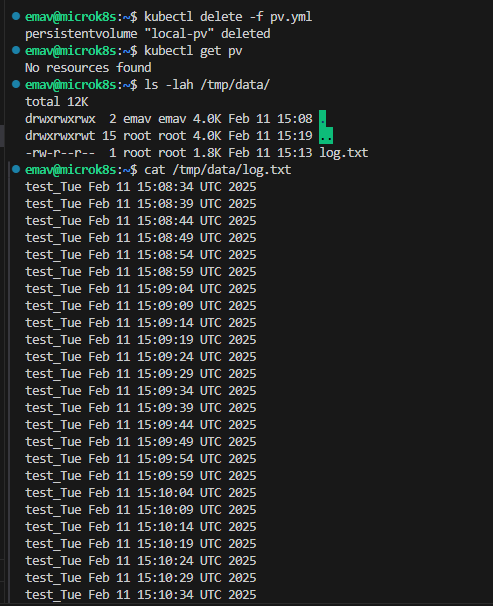 emav@microk8s:~$ kubectl delete -f pv.yml
persistentvolume "local-pv" deleted
emav@microk8s:~$ kubectl get pv
No resources found
emav@microk8s:~$ ls -lah /tmp/data/
total 12K
drwxrwxrwx  2 emav emav 4.0K Feb 11 15:08 .
drwxrwxrwt 15 root root 4.0K Feb 11 15:19 ..
-rw-r--r--  1 root root 1.8K Feb 11 15:13 log.txt
emav@microk8s:~$ cat /tmp/data/log.txt
test_Tue Feb 11 15:08:34 UTC 2025
test_Tue Feb 11 15:08:39 UTC 2025
test_Tue Feb 11 15:08:44 UTC 2025
test_Tue Feb 11 15:08:49 UTC 2025
test_Tue Feb 11 15:08:54 UTC 2025
test_Tue Feb 11 15:08:59 UTC 2025
test_Tue Feb 11 15:09:04 UTC 2025
test_Tue Feb 11 15:09:09 UTC 2025
test_Tue Feb 11 15:09:14 UTC 2025
test_Tue Feb 11 15:09:19 UTC 2025
test_Tue Feb 11 15:09:24 UTC 2025
test_Tue Feb 11 15:09:29 UTC 2025
test_Tue Feb 11 15:09:34 UTC 2025
test_Tue Feb 11 15:09:39 UTC 2025
test_Tue Feb 11 15:09:44 UTC 2025
test_Tue Feb 11 15:09:49 UTC 2025
test_Tue Feb 11 15:09:54 UTC 2025
test_Tue Feb 11 15:09:59 UTC 2025
test_Tue Feb 11 15:10:04 UTC 2025
test_Tue Feb 11 15:10:09 UTC 2025
test_Tue Feb 11 15:10:14 UTC 2025
test_Tue Feb 11 15:10:19 UTC 2025
test_Tue Feb 11 15:10:24 UTC 2025
test_Tue Feb 11 15:10:29 UTC 2025
test_Tue Feb 11 15:10:34 UTC 2025